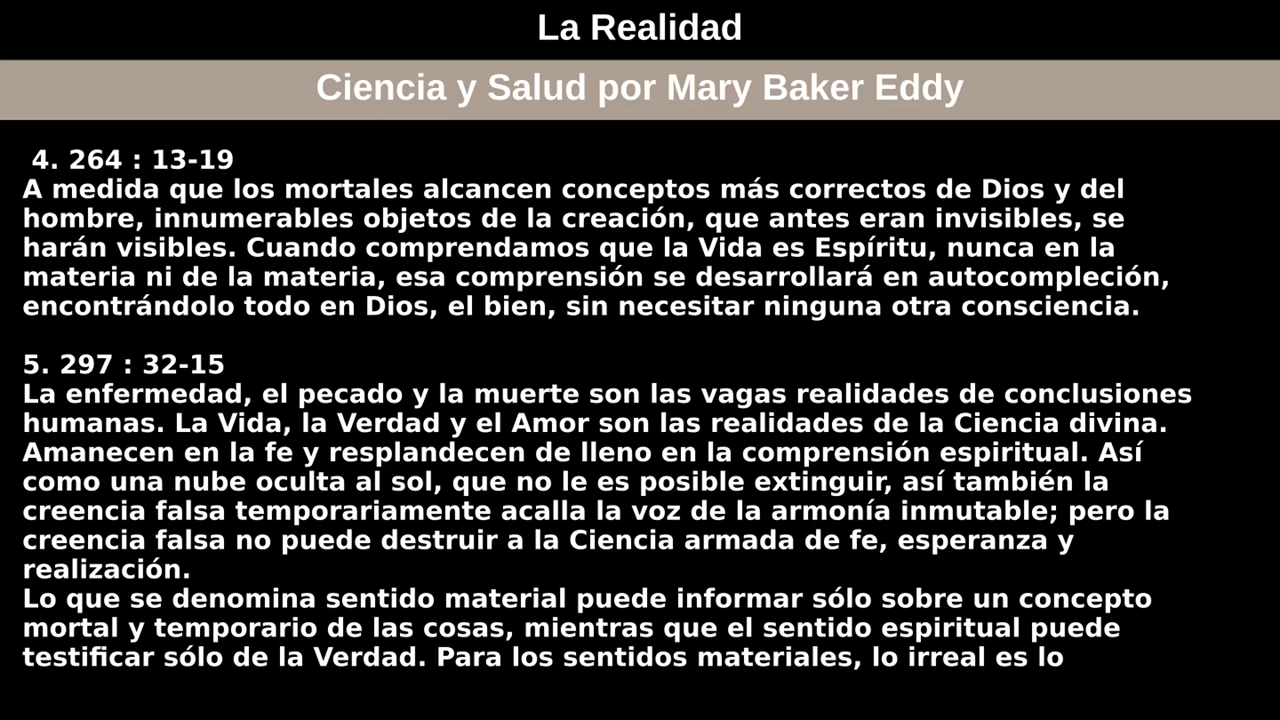 La Realidad
Ciencia y Salud por Mary Baker Eddy
4. 264 : 13-19
A medida que los mortales alcancen conceptos más correctos de Dios y del
hombre, innumerables objetos de la creación, que antes eran invisibles, se
harán visibles. Cuando comprendamos que la Vida es Espíritu, nunca en la
materia ni de la materia, esa comprensión se desarrollará en autocompleción,
encontrándolo todo en Dios, el bien, sin necesitar ninguna otra consciencia.
5. 297 : 32-15
La enfermedad, el pecado y la muerte son las vagas realidades de conclusiones
humanas. La Vida, la Verdad y el Amor son las realidades de la Ciencia divina.
Amanecen en la fe y resplandecen de lleno en la comprensión espiritual. Así
como una nube oculta al sol, que no le es posible extinguir, así también la
creencia falsa temporariamente acalla la voz de la armonía inmutable; pero la
creencia falsa no puede destruir a la Ciencia armada de fe, esperanza y
realización.
Lo que se denomina sentido material puede informar sólo sobre un concepto
mortal y temporario de las cosas, mientras que el sentido espiritual puede
testificar sólo de la Verdad. Para los sentidos materiales, lo irreal es lo